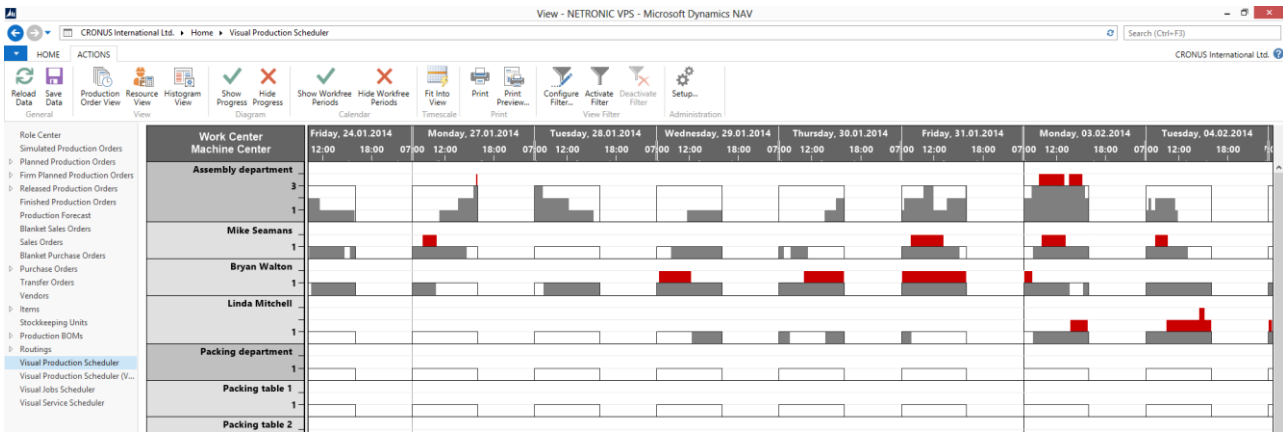 View - NETRONIC VPS - Microsoft Dynamics NAV
CRONUS International Ltd. ▸ Home ▸ Visual Production Scheduler
Search (Ctrl+F3)
HOME ACTIONS
CRONUS International Ltd.
Reload Data Save Data Production Order View Resource View Histogram View Show Progress Hide Progress Show Workfree Periods Hide Workfree Periods Fit Into View Print Print Preview... Configure Filter... Activate Filter Deactivate Filter Setup...
General View Diagram Calendar Timescale Print View Filter Administration
Role Center
Simulated Production Orders
Planned Production Orders
Firm Planned Production Orders
Released Production Orders
Finished Production Orders
Production Forecast
Blanket Sales Orders
Sales Orders
Blanket Purchase Orders
Purchase Orders
Transfer Orders
Vendors
Items
Stockkeeping Units
Production BOMs
Routings
Visual Production Scheduler
Visual Production Scheduler (V...
Visual Jobs Scheduler
Visual Service Scheduler
Work Center
Machine Center
Friday, 24.01.2014 Monday, 27.01.2014 Tuesday, 28.01.2014 Wednesday, 29.01.2014 Thursday, 30.01.2014 Friday, 31.01.2014 Monday, 03.02.2014 Tuesday, 04.02.2014
12:00 18:00 07:00 12:00 18:00 07:00 12:00 18:00 07:00 12:00 18:00 07:00 12:00 18:00 07:00 12:00 18:00 07:00 12:00 18:00 07:00 12:00 18:00
Assembly department
3
1
Mike Seamans
1
Bryan Walton
1
Linda Mitchell
1
Packing department
1
Packing table 1
1
Packing table 2